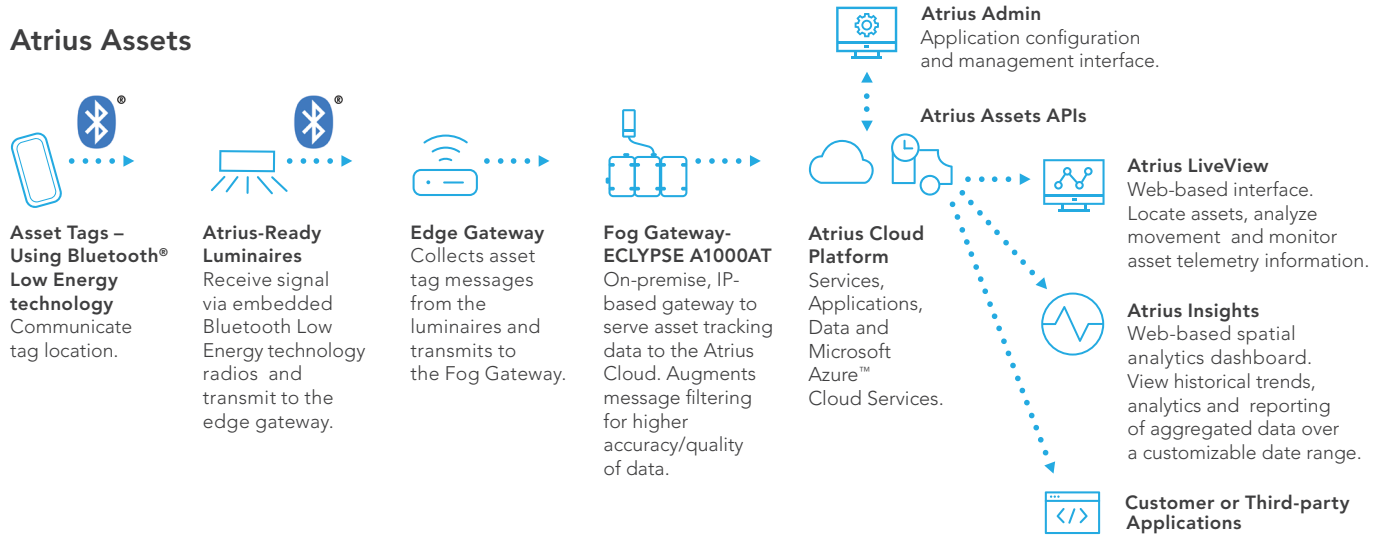 Atrius Assets
Atrius Admin
Application configuration
and management interface.
Atrius Assets APIs
®
®
Asset Tags –
Using Bluetooth®
Low Energy
technology
Communicate
tag location.
Atrius-Ready
Luminaires
Receive signal
via embedded
Bluetooth Low
Energy technology
radios and
transmit to the
edge gateway.
Edge Gateway
Collects asset
tag messages
from the
luminaires and
transmits to
the Fog Gateway.
Fog Gateway-
ECLYPSE A1000AT
On-premise, IP-
based gateway to
serve asset tracking
data to the Atrius
Cloud. Augments
message filtering
for higher
accuracy/quality
of data.
Atrius Cloud
Platform
Services,
Applications,
Data and
Microsoft
Azure™
Cloud Services.
Atrius LiveView
Web-based interface.
Locate assets, analyze
movement and monitor
asset telemetry information.
Atrius Insights
Web-based spatial
analytics dashboard.
View historical trends,
analytics and reporting
of aggregated data over
a customizable date range.
</>
Customer or Third-party
Applications